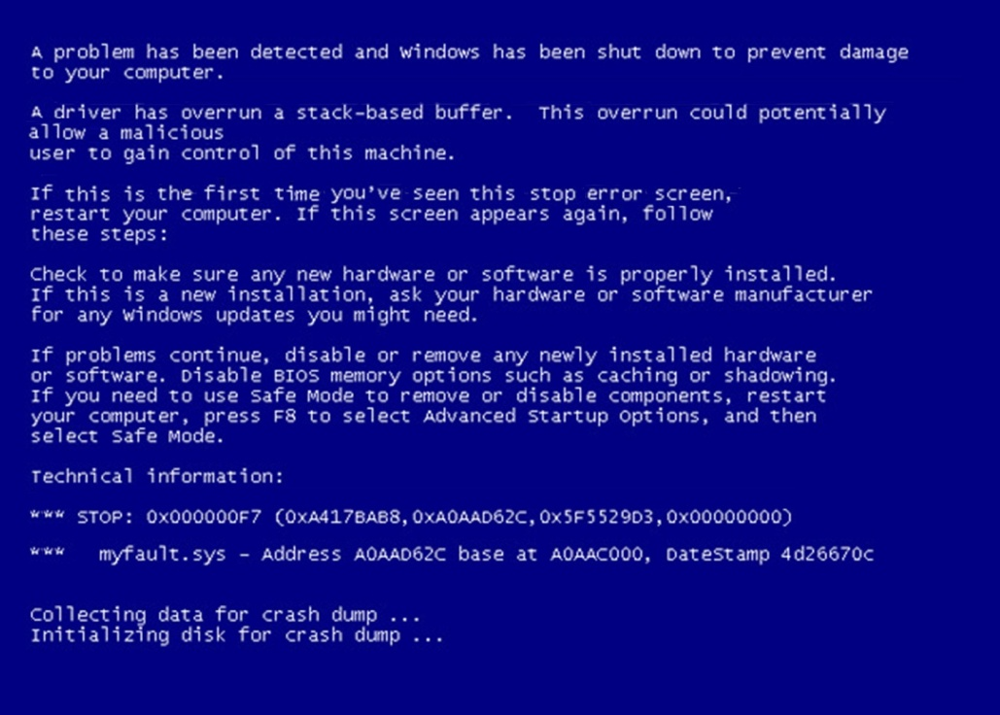 A problem has been detected and Windows has been shut down to prevent damage
to your computer.
A driver has overrun a stack-based buffer.  This overrun could potentially
allow a malicious
user to gain control of this machine.
If this is the first time you've seen this stop error screen,
restart your computer. If this screen appears again, follow
these steps:
Check to make sure any new hardware or software is properly installed.
If this is a new installation, ask your hardware or software manufacturer
for any Windows updates you might need.
If problems continue, disable or remove any newly installed hardware
or software. Disable BIOS memory options such as caching or shadowing.
If you need to use Safe Mode to remove or disable components, restart
your computer, press F8 to select Advanced Startup Options, and then
select Safe Mode.
Technical information:
*** STOP: 0x000000F7 (0xA417BAB8,0xA0AAD62C,0x5F5529D3,0x00000000)
***   myfault.sys – Address A0AAD62C base at A0AAC000, DateStamp 4d26670c
Collecting data for crash dump ...
Initializing disk for crash dump ...